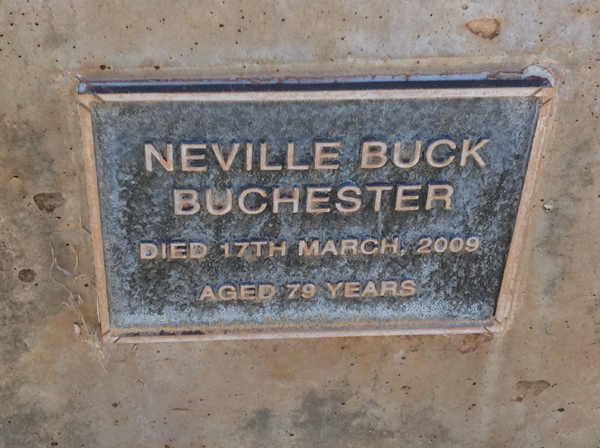 NEVILLE BUCK
BUCHESTER
DIED 17TH MARCH, 2009
AGED 79 YEARS